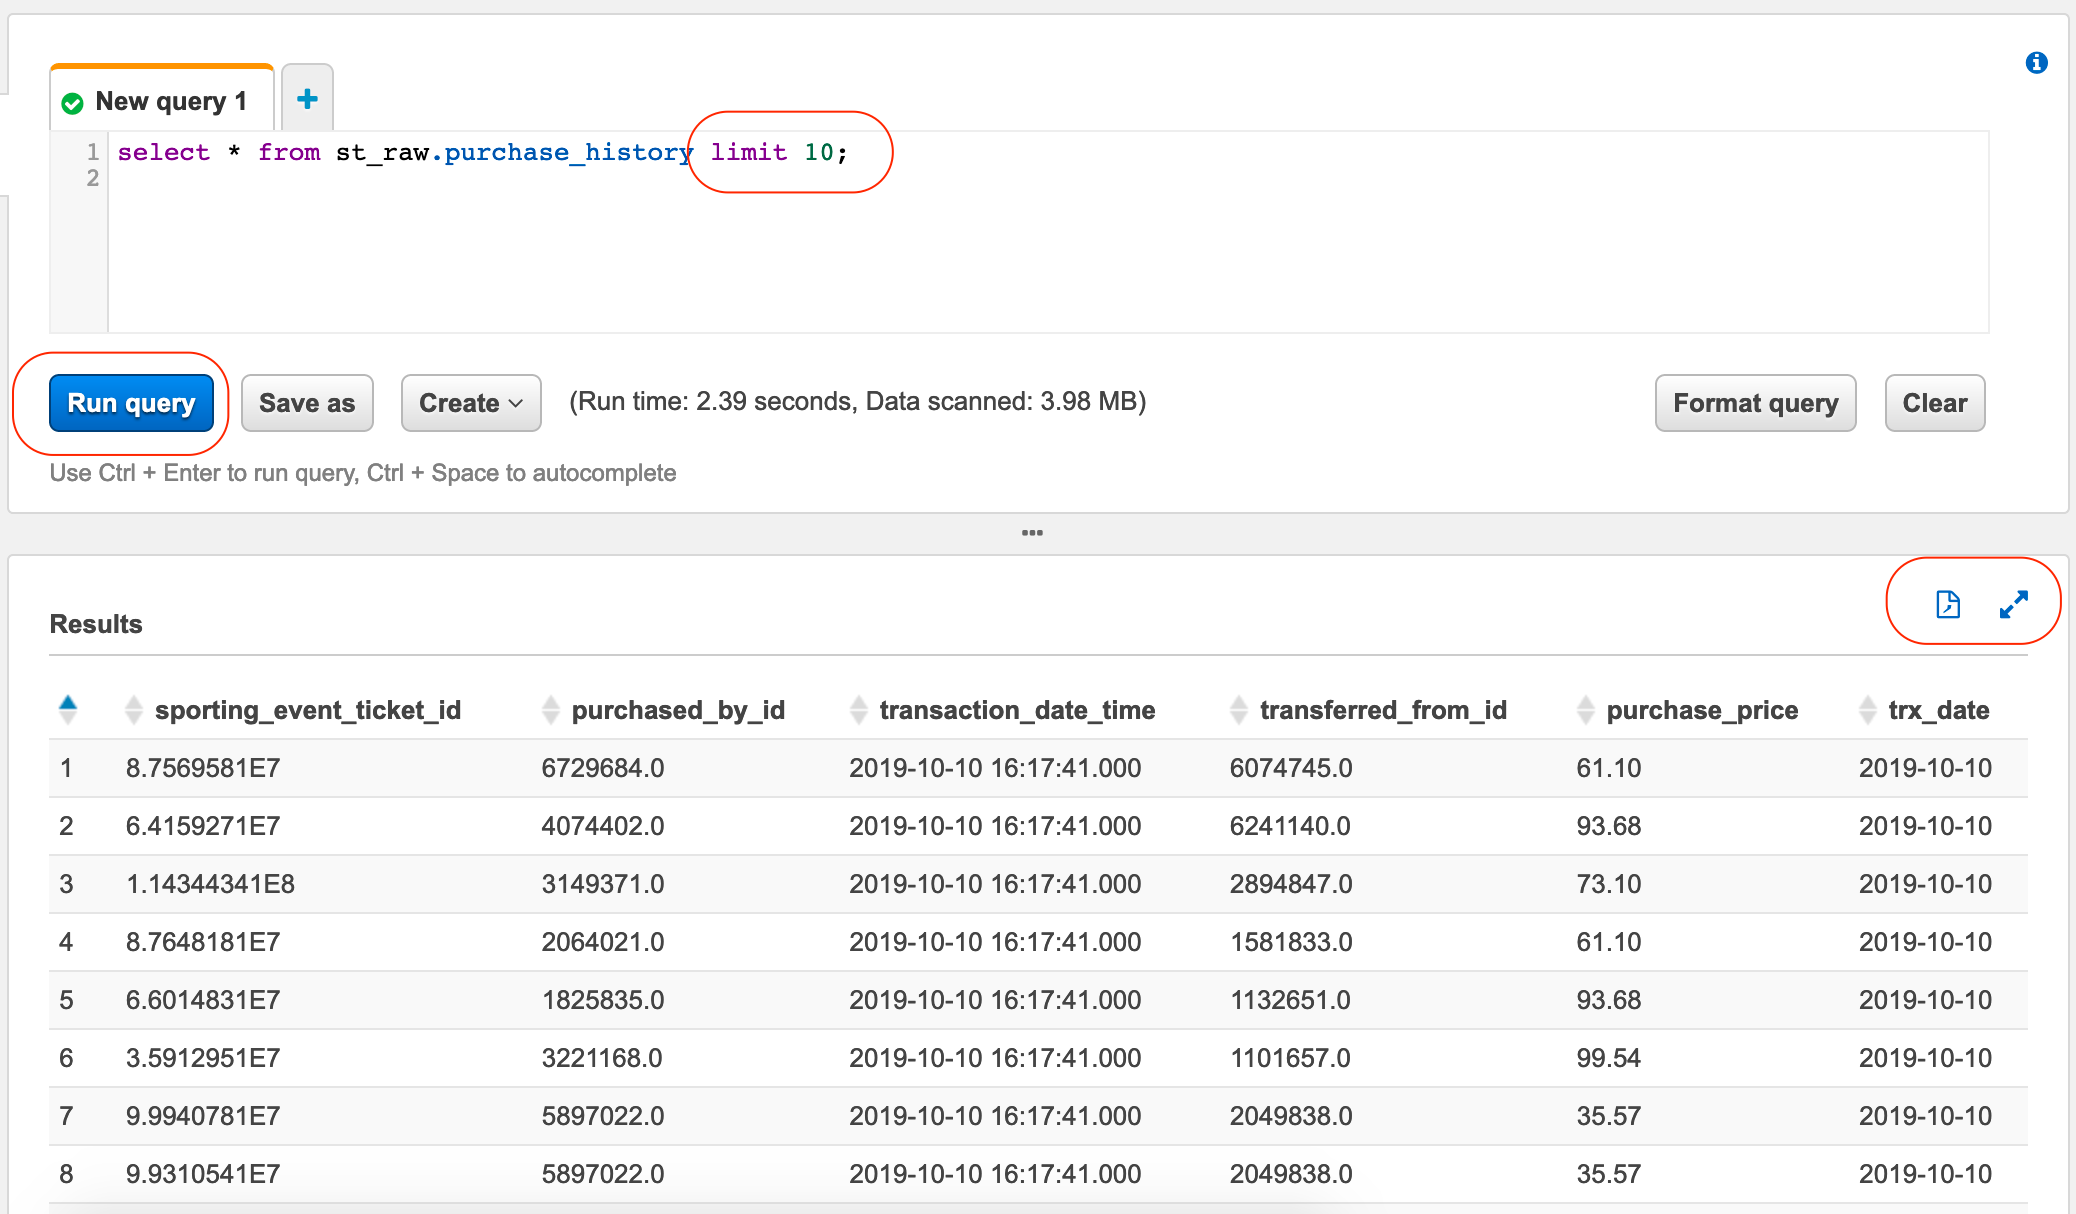 New query 1 +
1 select * from st_raw.purchase_history limit 10;
2
Run query Save as Create (Run time: 2.39 seconds, Data scanned: 3.98 MB) Format query Clear
Use Ctrl + Enter to run query, Ctrl + Space to autocomplete
Results
sporting_event_ticket_id purchased_by_id transaction_date_time transferred_from_id purchase_price trx_date
1 8.7569581E7 6729684.0 2019-10-10 16:17:41.000 6074745.0 61.10 2019-10-10
2 6.4159271E7 4074402.0 2019-10-10 16:17:41.000 6241140.0 93.68 2019-10-10
3 1.14344341E8 3149371.0 2019-10-10 16:17:41.000 2894847.0 73.10 2019-10-10
4 8.7648181E7 2064021.0 2019-10-10 16:17:41.000 1581833.0 61.10 2019-10-10
5 6.6014831E7 1825835.0 2019-10-10 16:17:41.000 1132651.0 93.68 2019-10-10
6 3.5912951E7 3221168.0 2019-10-10 16:17:41.000 1101657.0 99.54 2019-10-10
7 9.9940781E7 5897022.0 2019-10-10 16:17:41.000 2049838.0 35.57 2019-10-10
8 9.9310541E7 5897022.0 2019-10-10 16:17:41.000 2049838.0 35.57 2019-10-10